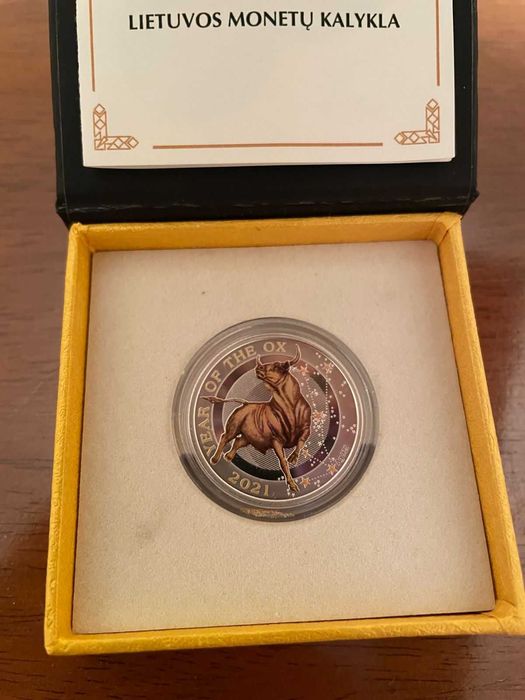 LIETUVOS MONETŲ KALYKLA
YEAR OF THE OX
2021